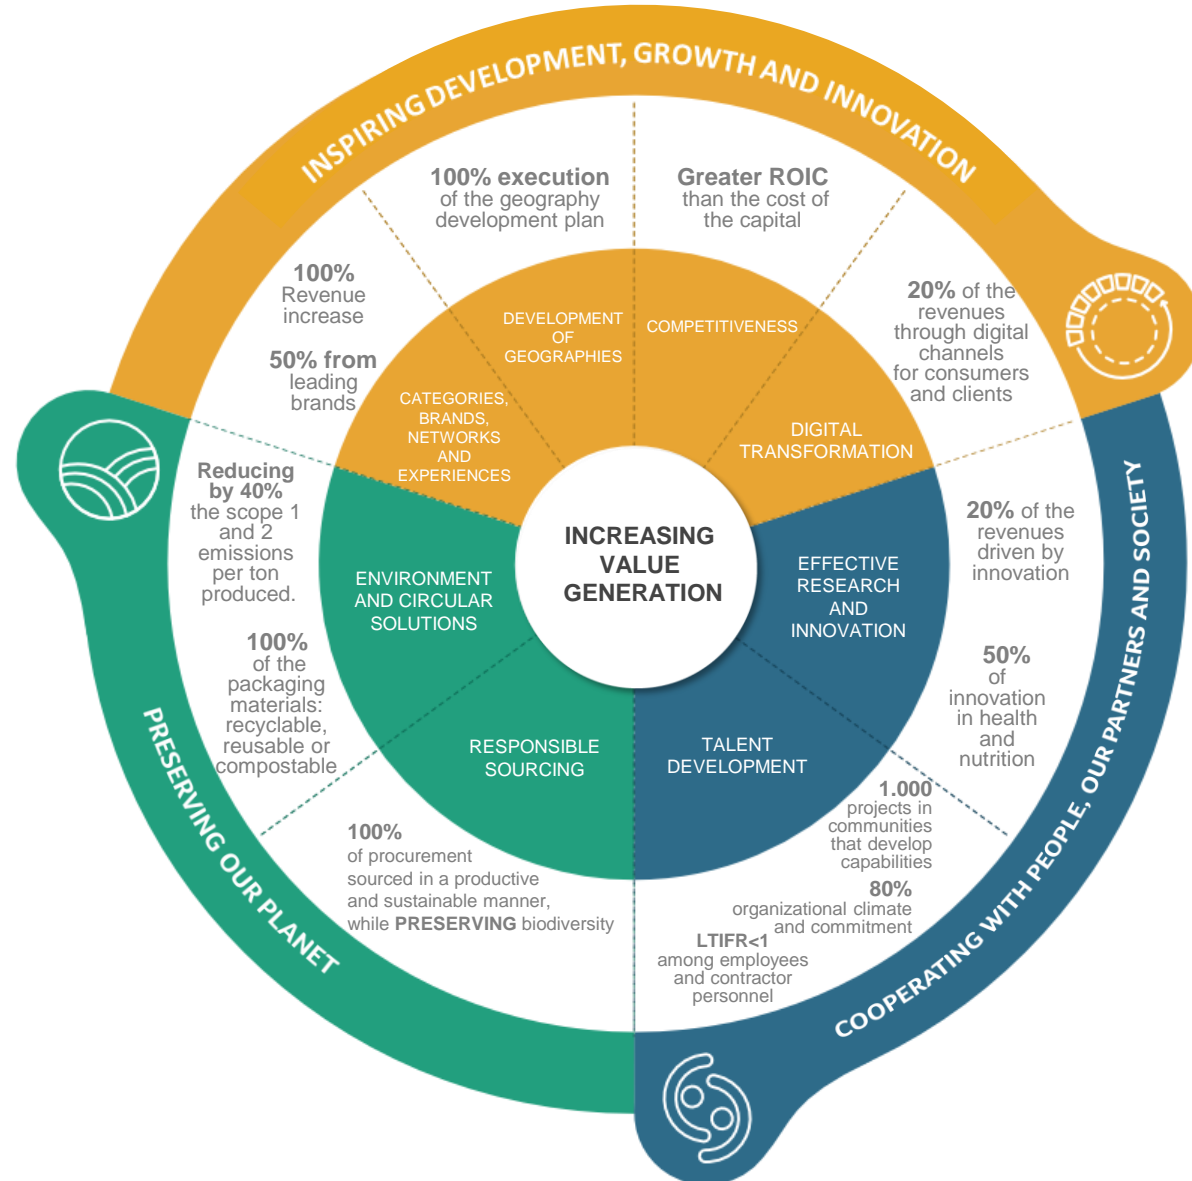 INSPIRING DEVELOPMENT, GROWTH AND INNOVATION
100% execution
of the geography
development plan
Greater ROIC
than the cost of
the capital
100%
Revenue
increase
50% from
leading
brands
20% of the
revenues
through digital
channels
for consumers
and clients
DEVELOPMENT
OF
GEOGRAPHIES
COMPETITIVENESS
CATEGORIES,
BRANDS,
NETWORKS
AND
EXPERIENCES
DIGITAL
TRANSFORMATION
INCREASING
VALUE
GENERATION
Reducing
by 40%
the scope 1
and 2
emissions
per ton
produced.
100%
of the
packaging
materials:
recyclable,
reusable or
compostable
ENVIRONMENT
AND CIRCULAR
SOLUTIONS
EFFECTIVE
RESEARCH
AND
INNOVATION
20% of the
revenues
driven by
innovation
50%
of
innovation
in health
and
nutrition
RESPONSIBLE
SOURCING
TALENT
DEVELOPMENT
100%
of procurement
sourced in a productive
and sustainable manner,
while PRESERVING biodiversity
1.000
projects in
communities
that develop
capabilities
80%
organizational climate
and commitment
LTIFR<1
among employees
and contractor
personnel
PRESERVING OUR PLANET
COOPERATING WITH PEOPLE, OUR PARTNERS AND SOCIETY